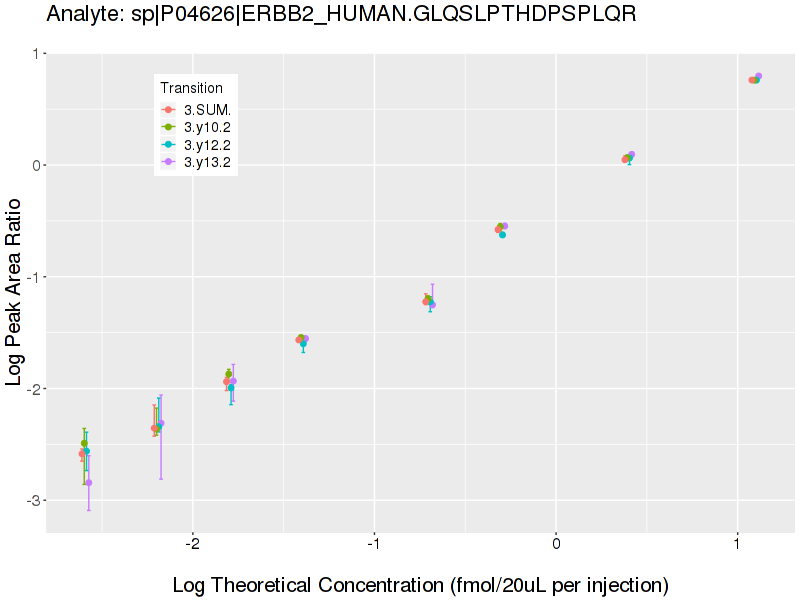 Analyte: sp|P04626|ERBB2_HUMAN.GLQSLPTHDPSPLQR
Log Peak Area Ratio
1
0
-1
-2
-3
Transition
3.SUM.
3.y10.2
3.y12.2
3.y13.2
-2 -1 0 1
Log Theoretical Concentration (fmol/20uL per injection)